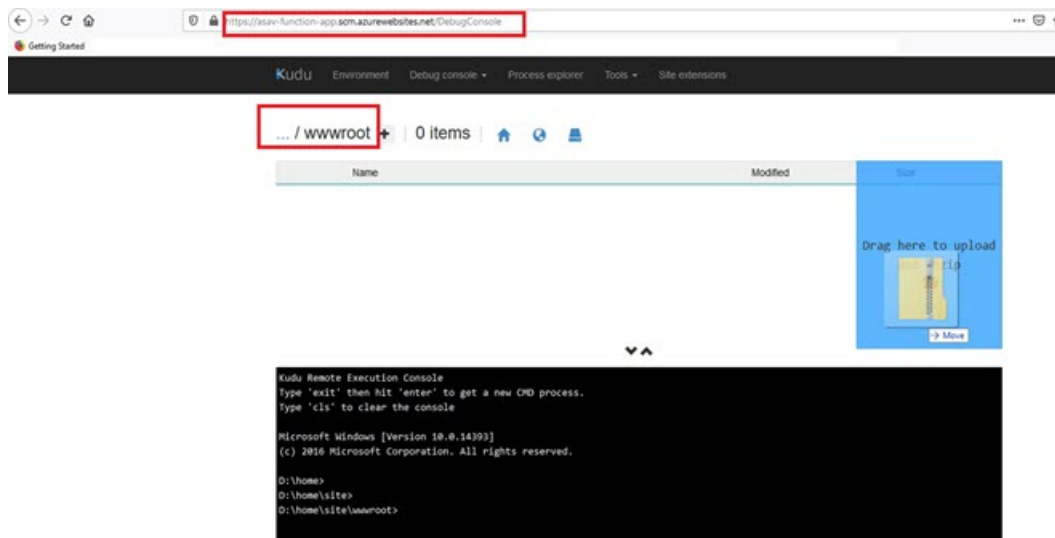 https://asav-function-app.scm.azurewebsites.net/DebugConsole
Getting Started
Kudu Environment Debug console Process explorer Tools Site extensions
... / wwwroot + | 0 items |
Name Modified Size
Drag here to upload
zip
Move
Kudu Remote Execution Console
Type 'exit' then hit 'enter' to get a new CMD process.
Type 'cls' to clear the console
Microsoft Windows [Version 10.0.14393]
(c) 2016 Microsoft Corporation. All rights reserved.
D:\home>
D:\home\site>
D:\home\site\wwwroot>